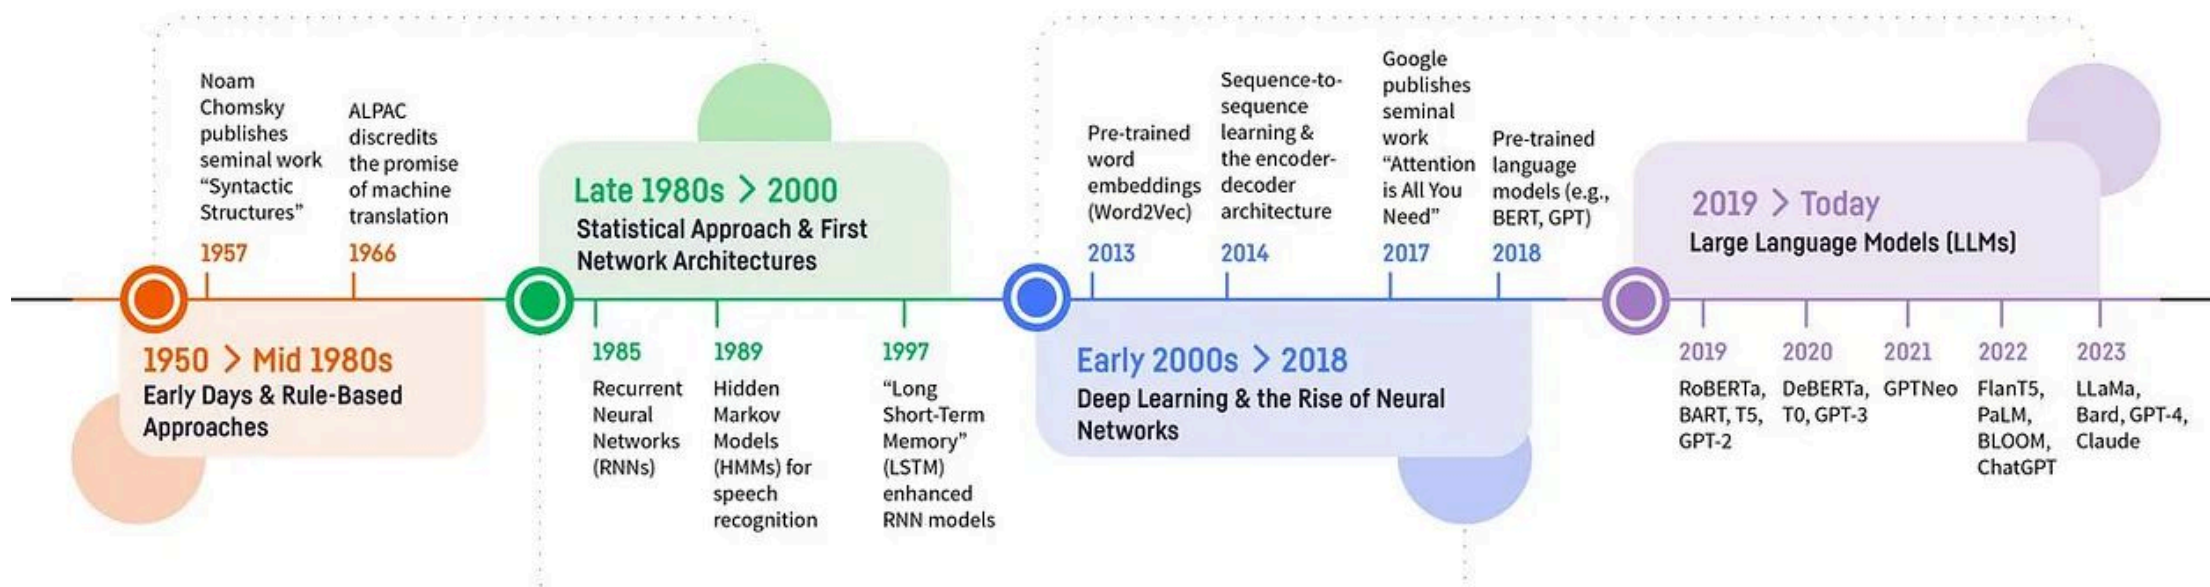 Noam
Chomsky
publishes
seminal work
“Syntactic
Structures”
1957
ALPAC
discredits
the promise
of machine
translation
1966
1950 > Mid 1980s
Early Days & Rule-Based
Approaches
Late 1980s > 2000
Statistical Approach & First
Network Architectures
1985
Recurrent
Neural
Networks
(RNNs)
1989
Hidden
Markov
Models
(HMMs) for
speech
recognition
1997
“Long
Short-Term
Memory”
(LSTM)
enhanced
RNN models
Pre-trained
word
embeddings
(Word2Vec)
2013
Sequence-to-
sequence
learning &
the encoder-
decoder
architecture
2014
Google
publishes
seminal
work
“Attention
is All You
Need”
2017
Pre-trained
language
models (e.g.,
BERT, GPT)
2018
Early 2000s > 2018
Deep Learning & the Rise of Neural
Networks
2019 > Today
Large Language Models (LLMs)
2019
RoBERTa,
BART, T5,
GPT-2
2020
DeBERTa,
T0, GPT-3
2021
GPTNeo
2022
FlanT5,
PaLM,
BLOOM,
ChatGPT
2023
LLaMa,
Bard, GPT-4,
Claude